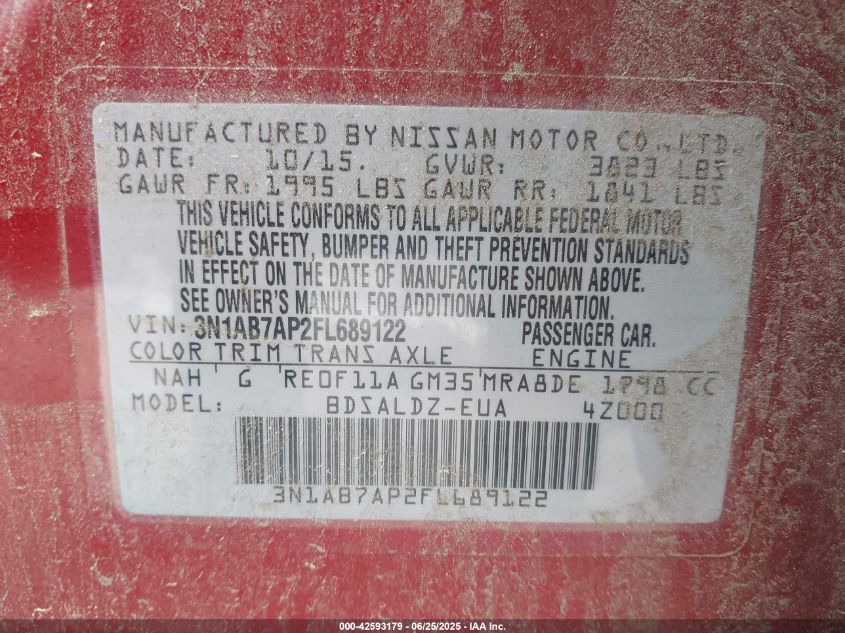 MANUFACTURED BY NISSAN MOTOR CO., LTD.
DATE: 10/15. GVWR: 3823 LBS
GAWR FR: 1995 LBS GAWR RR: 1841 LBS
THIS VEHICLE CONFORMS TO ALL APPLICABLE FEDERAL MOTOR
VEHICLE SAFETY, BUMPER AND THEFT PREVENTION STANDARDS
IN EFFECT ON THE DATE OF MANUFACTURE SHOWN ABOVE.
SEE OWNER'S MANUAL FOR ADDITIONAL INFORMATION.
VIN: 3N1AB7AP2FL689122 PASSENGER CAR.
COLOR TRIM TRANS AXLE ENGINE
NAH G RE0F11A GM35 MRA8DE 1798 CC
MODEL: BDSALDZ-EUA 4Z000
3N1AB7AP2FL689122
000-42593179 - 06/25/2025 - IAA Inc.